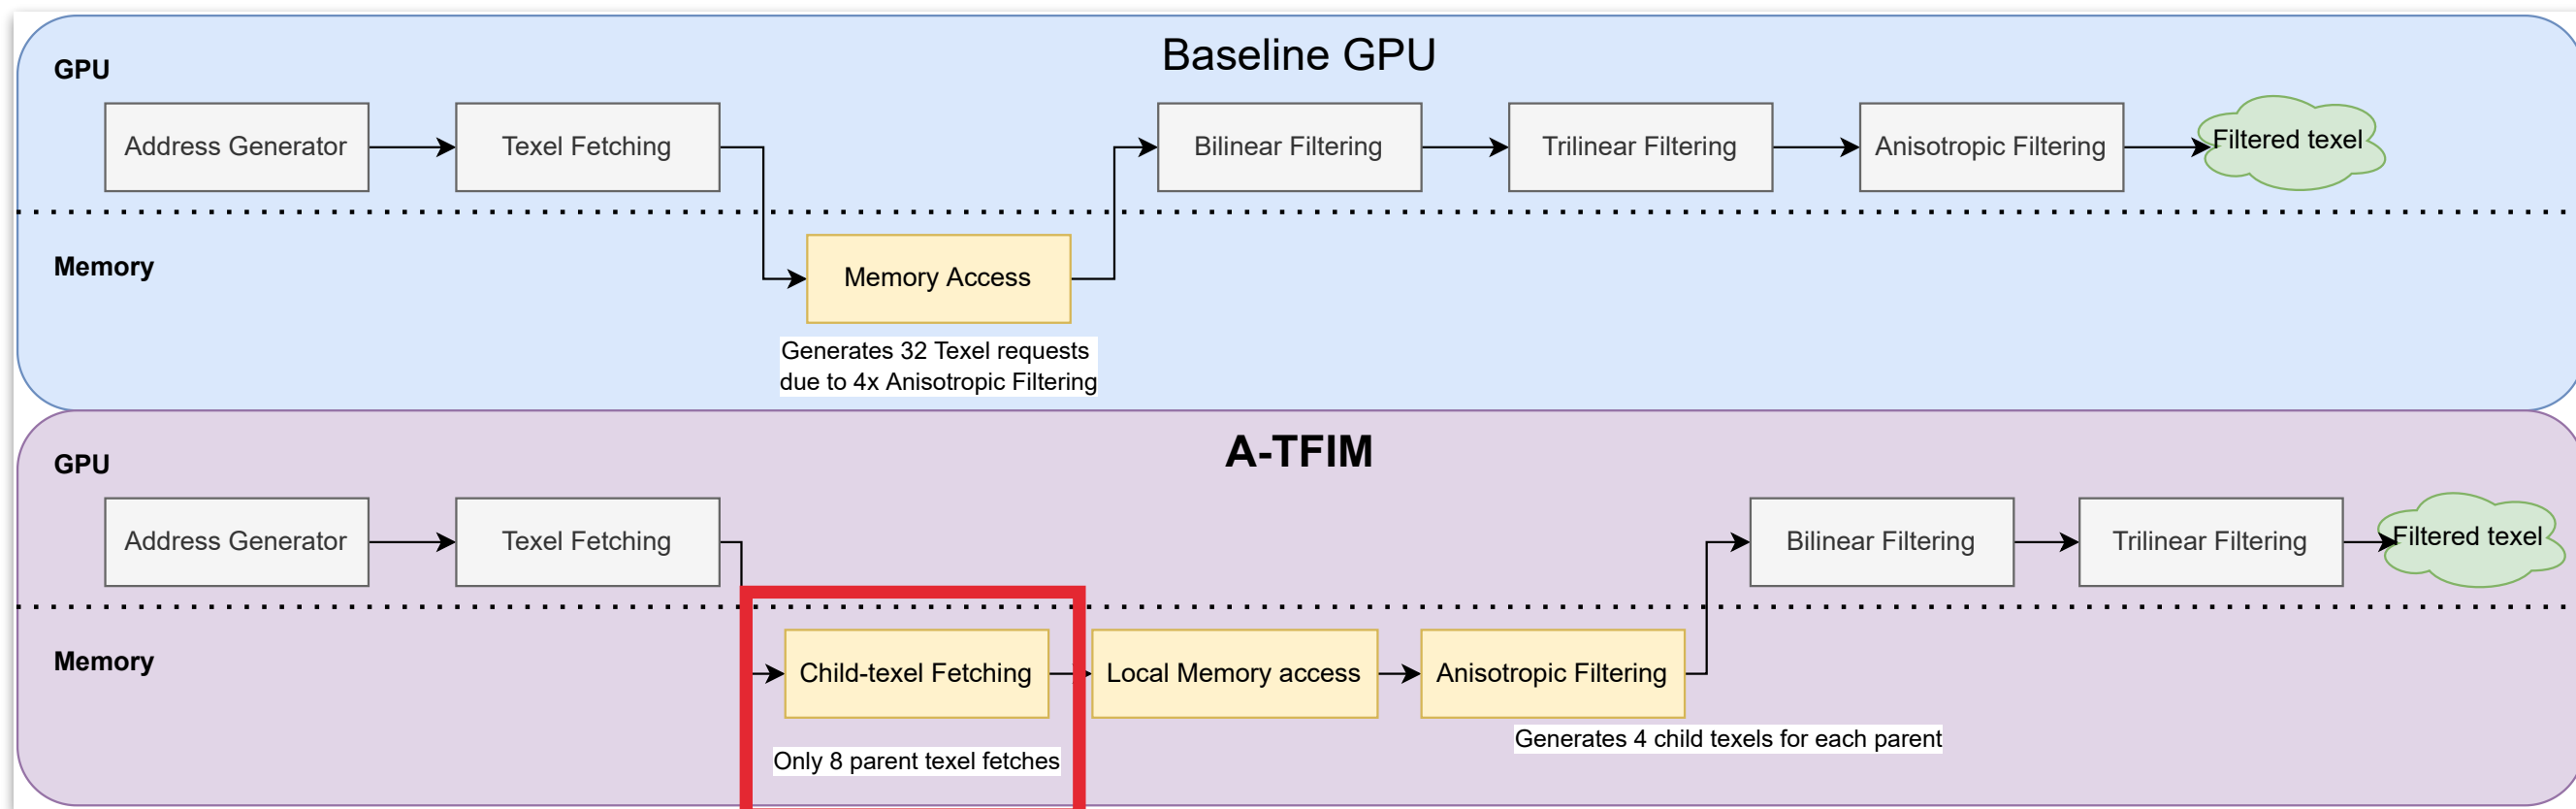 Baseline GPU
GPU
Address Generator
Texel Fetching
Bilinear Filtering
Trilinear Filtering
Anisotropic Filtering
Filtered texel
Memory
Memory Access
Generates 32 Texel requests
due to 4x Anisotropic Filtering
A-TFIM
GPU
Address Generator
Texel Fetching
Bilinear Filtering
Trilinear Filtering
Filtered texel
Memory
Child-texel Fetching
Local Memory access
Anisotropic Filtering
Only 8 parent texel fetches
Generates 4 child texels for each parent